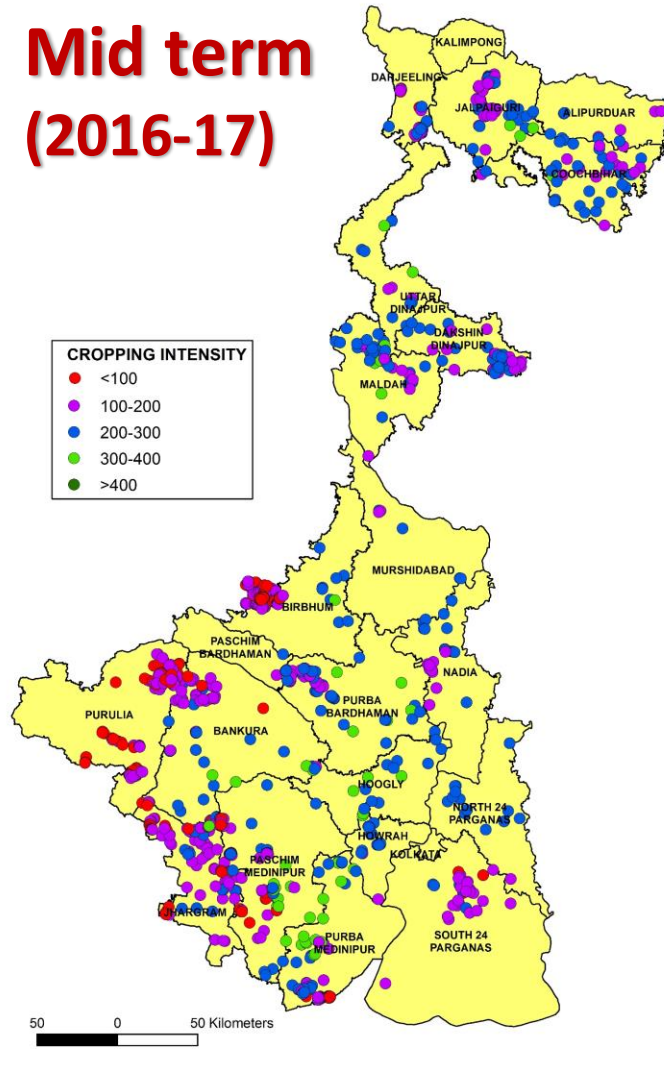 Mid term
(2016-17)
KALIMPONG
DARJEELING
JALPAIGURI
ALIPURDUAR
COOCHBIHAR
UTTAR
DINAJPUR
DAKSHIN
DINAJPUR
MALDAH
CROPPING INTENSITY
<100
100-200
200-300
300-400
>400
MURSHIDABAD
BIRBHUM
PASCHIM
BARDHAMAN
NADIA
PURULIA
PURBA
BARDHAMAN
BANKURA
HOOGLY
NORTH 24
PARGANAS
HOWRAH
KOLKATA
PASCHIM
MEDINIPUR
JHARGRAM
SOUTH 24
PARGANAS
PURBA
MEDINIPUR
50 0 50 Kilometers